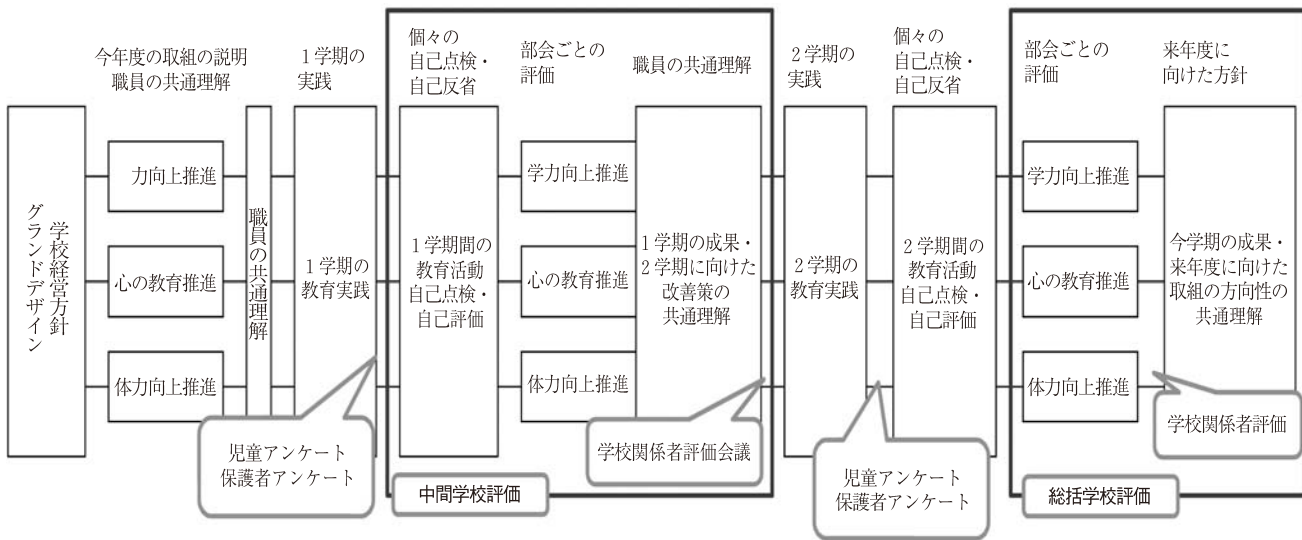 今年度の取組の説明
職員の共通理解
1学期の
実践
個々の
自己点検・
自己反省
部会ごとの
評価
職員の共通理解
2学期の
実践
個々の
自己点検・
自己反省
部会ごとの
評価
来年度に
向けた方針
学校経営方針
グランドデザイン
力向上推進
心の教育推進
体力向上推進
職員の共通理解
1学期の
教育実践
1学期間の
教育活動
自己点検・
自己評価
学力向上推進
心の教育推進
体力向上推進
1学期の成果・
2学期に向けた
改善策の
共通理解
2学期の
教育実践
2学期間の
教育活動
自己点検・
自己評価
学力向上推進
心の教育推進
体力向上推進
今学期の成果・
来年度に向けた
取組の方向性の
共通理解
児童アンケート
保護者アンケート
学校関係者評価会議
児童アンケート
保護者アンケート
学校関係者評価
中間学校評価
総括学校評価